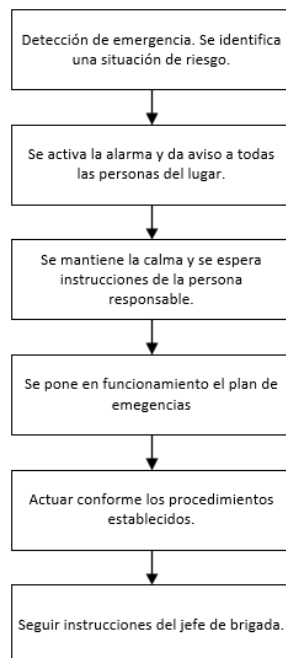 Detección de emergencia. Se identifica
una situación de riesgo.
Se activa la alarma y da aviso a todas
las personas del lugar.
Se mantiene la calma y se espera
instrucciones de la persona
responsable.
Se pone en funcionamiento el plan de
emegencias
Actuar conforme los procedimientos
establecidos.
Seguir instrucciones del jefe de brigada.